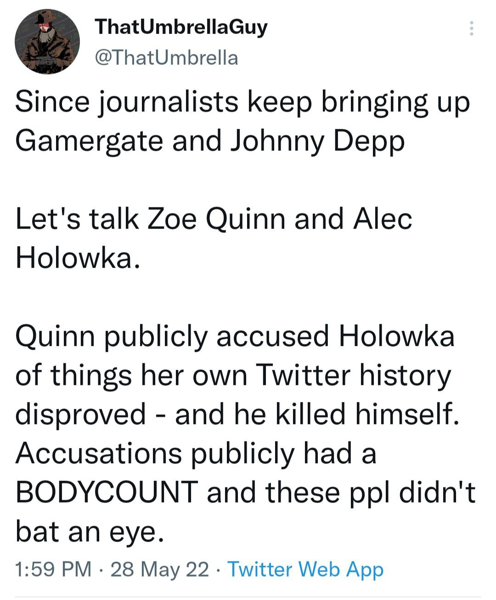 ThatUmbrellaGuy
@ThatUmbrella
Since journalists keep bringing up
Gamergate and Johnny Depp
Let's talk Zoe Quinn and Alec
Holowka.
Quinn publicly accused Holowka
of things her own Twitter history
disproved - and he killed himself.
Accusations publicly had a
BODYCOUNT and these ppl didn't
bat an eye.
1:59 PM · 28 May 22 · Twitter Web App